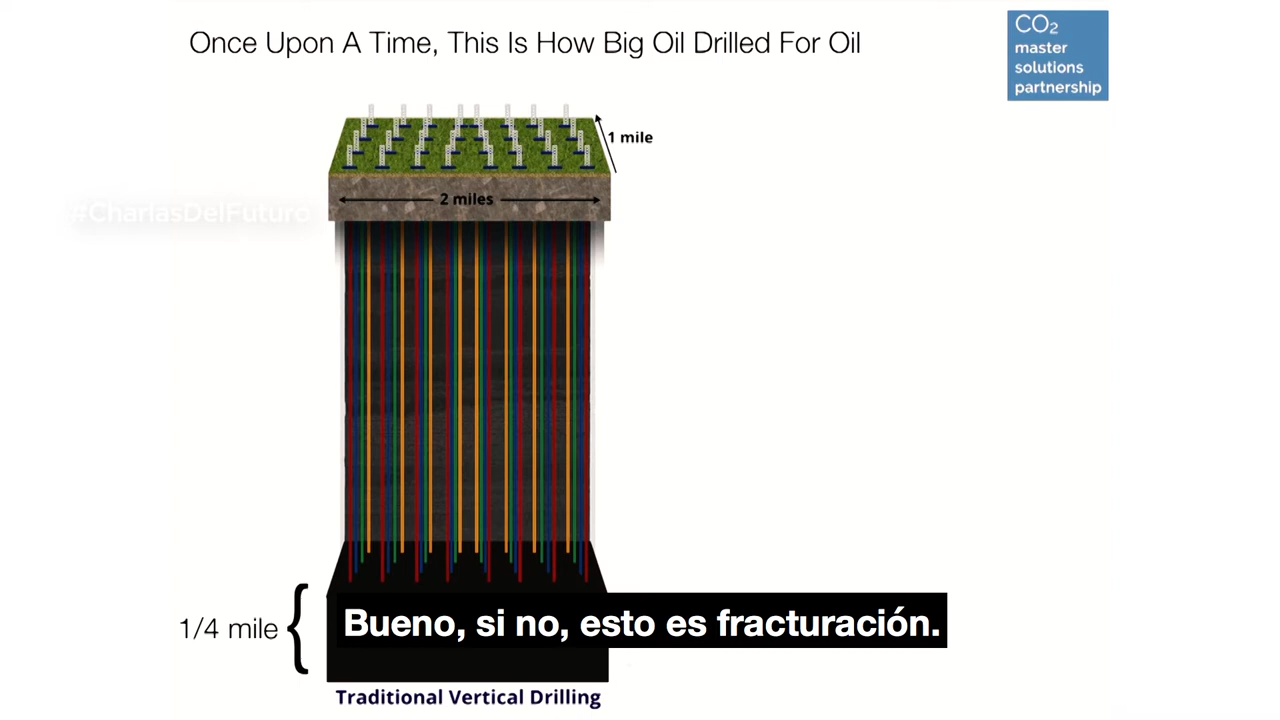 Once Upon A Time, This Is How Big Oil Drilled For Oil
CO₂
master
solutions
partnership
1 mile
2 miles
#CharlasDelFuturo
1/4 mile
Bueno, si no, esto es fracturación.
Traditional Vertical Drilling